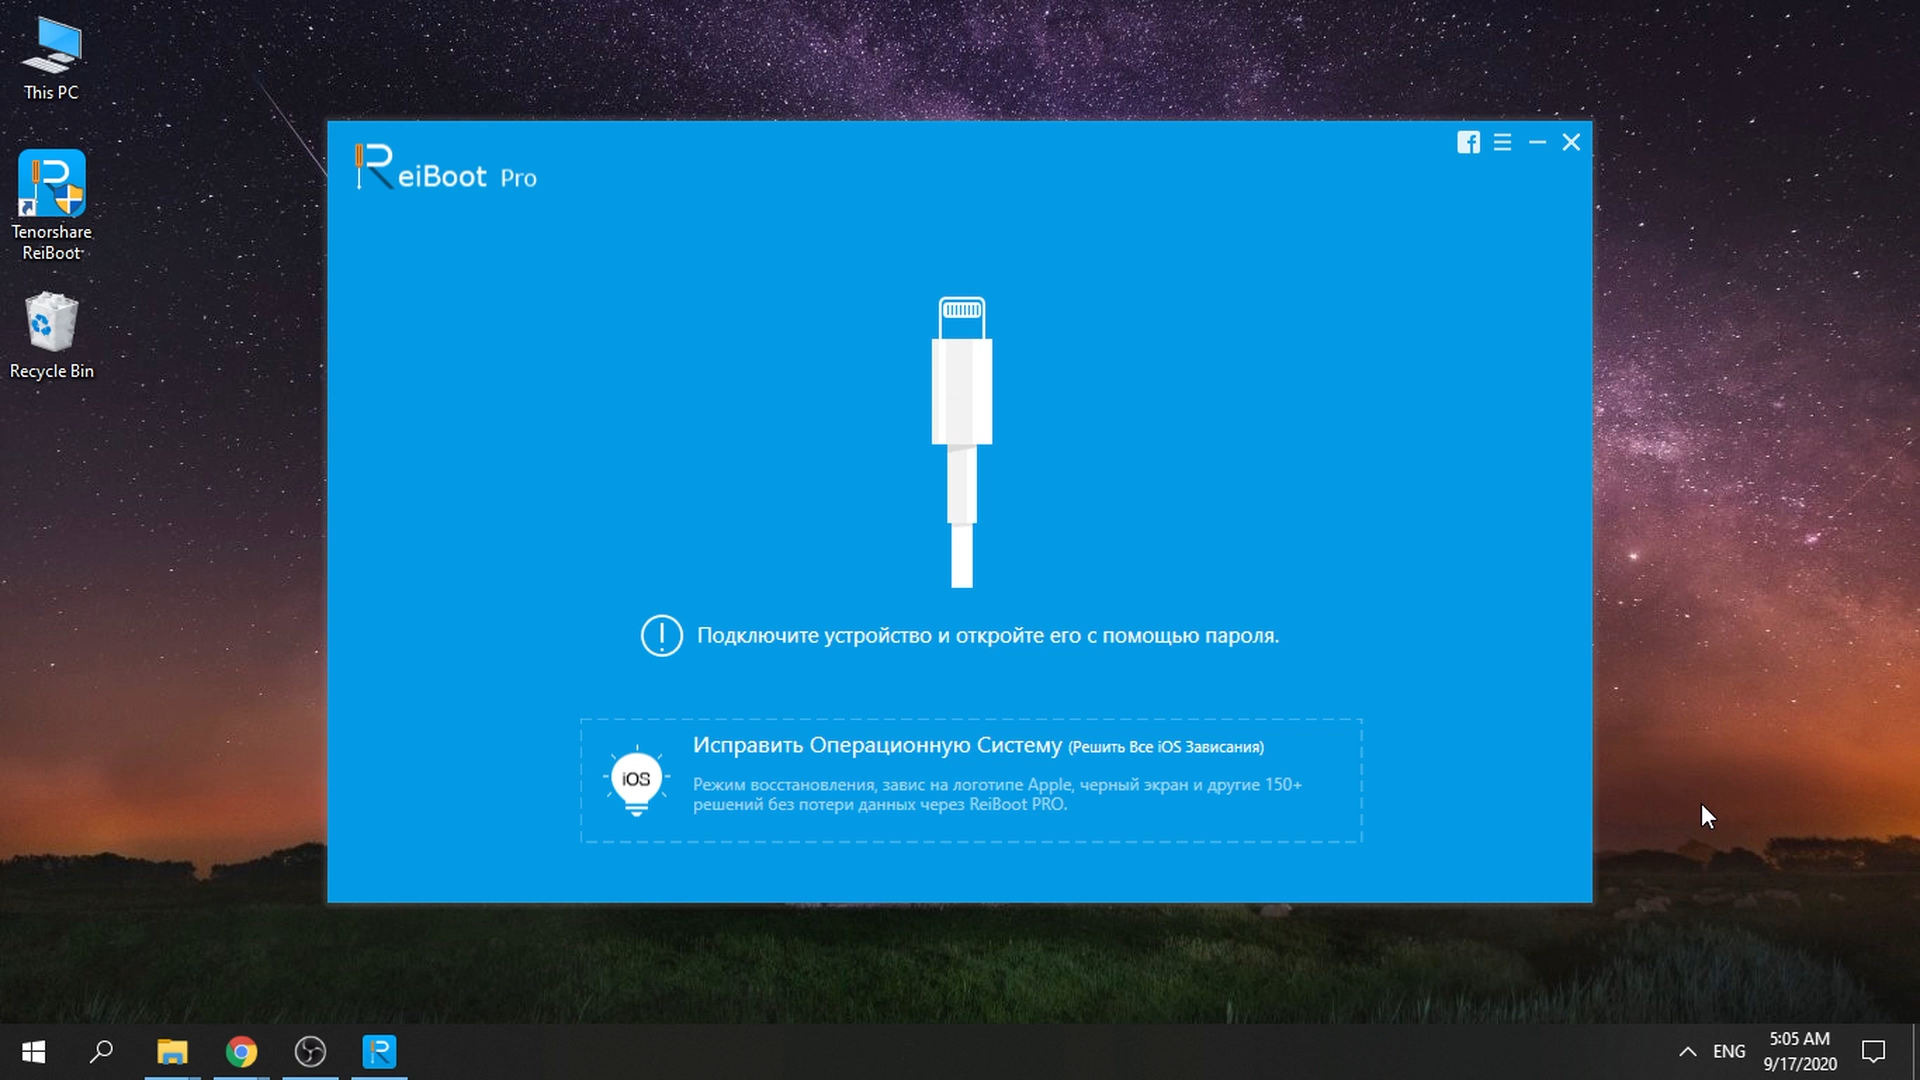 This PC
Tenorshare
ReiBoot
Recycle Bin
ReiBoot Pro
Подключите устройство и откройте его с помощью пароля.
iOS
Исправить Операционную Систему (Решить Все iOS Зависания)
Режим восстановления, завис на логотипе Apple, черный экран и другие 150+
решений без потери данных через ReiBoot PRO.
ENG
5:05 AM
9/17/2020